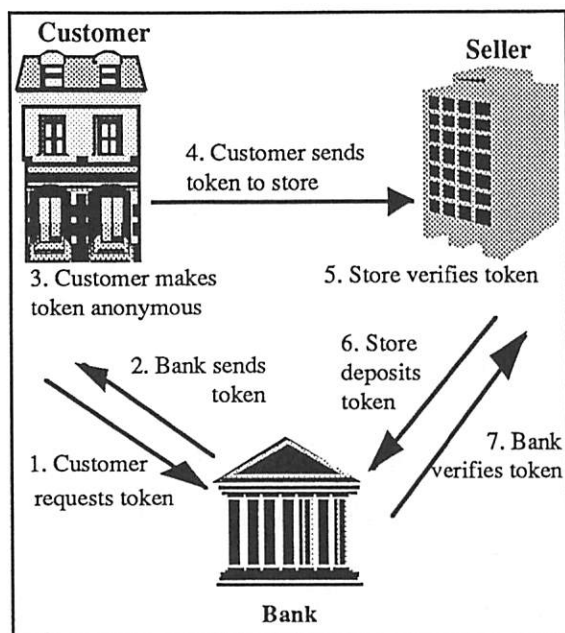 Customer
Seller
4. Customer sends
token to store
3. Customer makes
token anonymous
5. Store verifies token
2. Bank sends
token
6. Store
deposits
token
1. Customer
requests token
7. Bank
verifies token
Bank